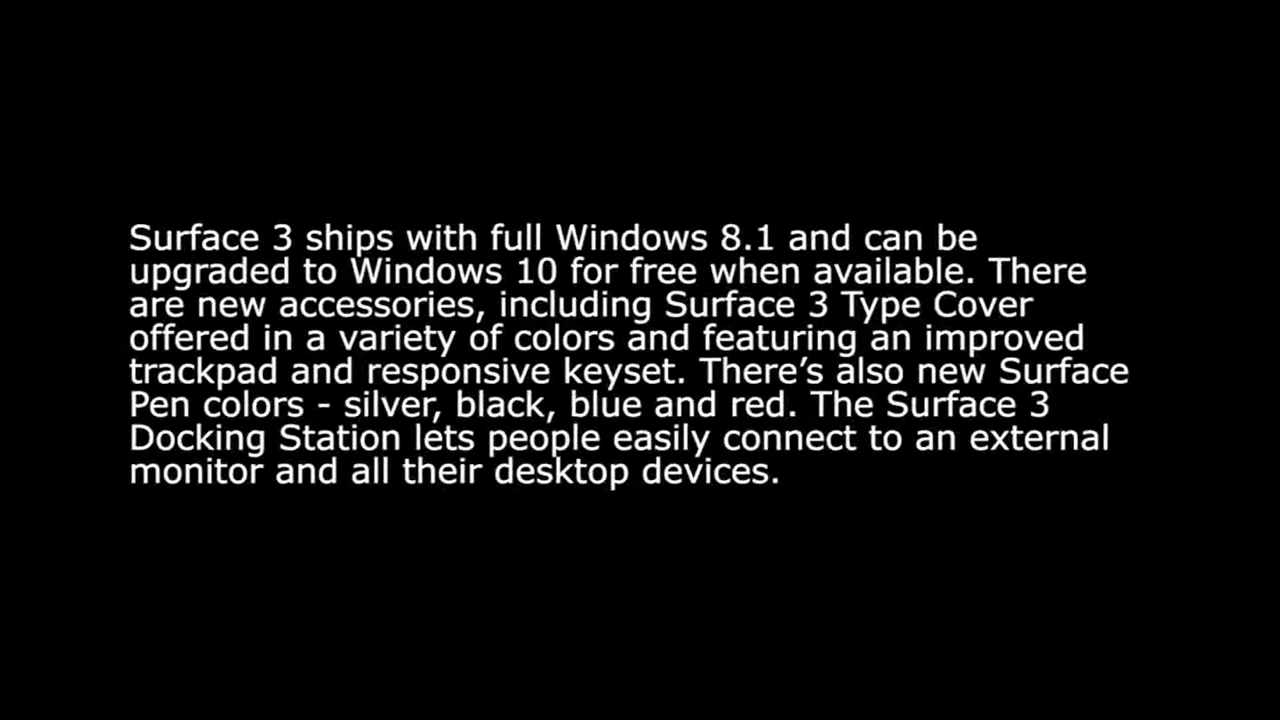 Surface 3 ships with full Windows 8.1 and can be
upgraded to Windows 10 for free when available. There
are new accessories, including Surface 3 Type Cover
offered in a variety of colors and featuring an improved
trackpad and responsive keyset. There’s also new Surface
Pen colors - silver, black, blue and red. The Surface 3
Docking Station lets people easily connect to an external
monitor and all their desktop devices.